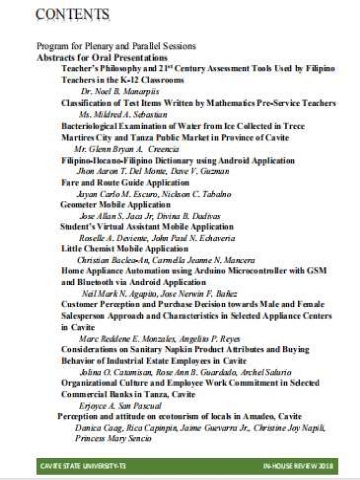 CONTENTS
Program for Plenary and Parallel Sessions
Abstracts for Oral Presentations
Teacher's Philosophy and 21st Century Assessment Tools Used by Filipino
Teachers in the K-12 Classrooms
Dr. Noel B. Manarpiis
Classification of Test Items Written by Mathematics Pre-Service Teachers
Ms. Mildred A. Sebastian
Bacteriological Examination of Water from Ice Collected in Trece
Martires City and Tanza Public Market in Province of Cavite
Mr. Glenn Bryan A. Creencia
Filipino-Ilocano-Filipino Dictionary using Android Application
Jhon Aaron T. Del Monte, Dave V. Guzman
Fare and Route Guide Application
Jayan Carlo M. Escuro, Nickson C. Tabalno
Geometer Mobile Application
Jose Allan S. Jaca Jr, Divina B. Dadivas
Student's Virtual Assistant Mobile Application
Roselle A. Deviente, John Paul N. Echaveria
Little Chemist Mobile Application
Christian Baclea-An, Carmella Jeanne N. Mancera
Home Appliance Automation using Arduino Microcontroller with GSM
and Bluetooth via Android Application
Neil Mark N. Agapito, Jose Nerwin F. Bañez
Customer Perception and Purchase Decision towards Male and Female
Salesperson Approach and Characteristics in Selected Appliance Centers
in Cavite
Marc Reddene E. Monzales, Angelito P. Reyes
Considerations on Sanitary Napkin Product Attributes and Buying
Behavior of Industrial Estate Employees in Cavite
Jolina O. Catamisan, Rose Ann B. Guardado, Archel Salario
Organizational Culture and Employee Work Commitment in Selected
Commercial Banks in Tanza, Cavite
Erjoyce A. San Pascual
Perception and attitude on ecotourism of locals in Amadeo, Cavite
Danica Caag, Rica Capinpin, Jaime Guevarra Jr., Christine Joy Napili,
Princess Mary Sencio
CAVITE STATE UNIVERSITY-T3 IN-HOUSE REVIEW 2018